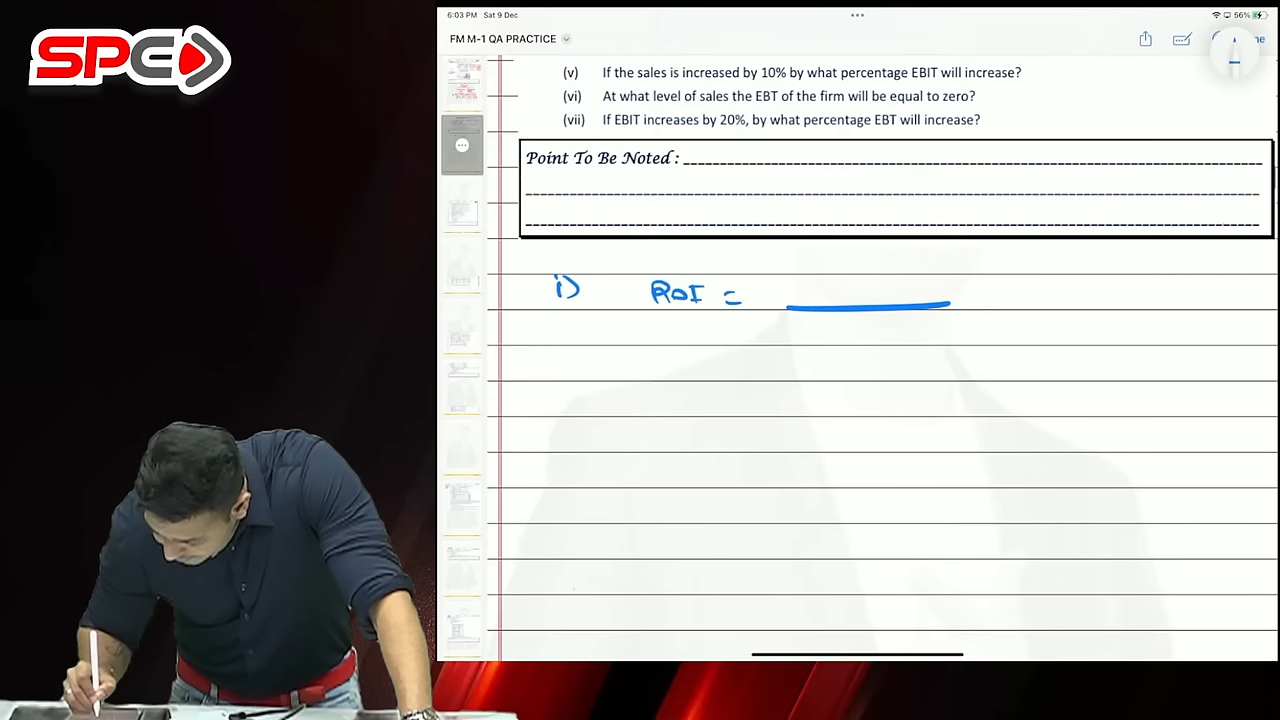 SPC
6:03 PM Sat 9 Dec
56%
FM M-1 QA PRACTICE
(v) If the sales is increased by 10% by what percentage EBIT will increase?
(vi) At what level of sales the EBT of the firm will be equal to zero?
(vii) If EBIT increases by 20%, by what percentage EBT will increase?
Point To Be Noted :
i) ROI =